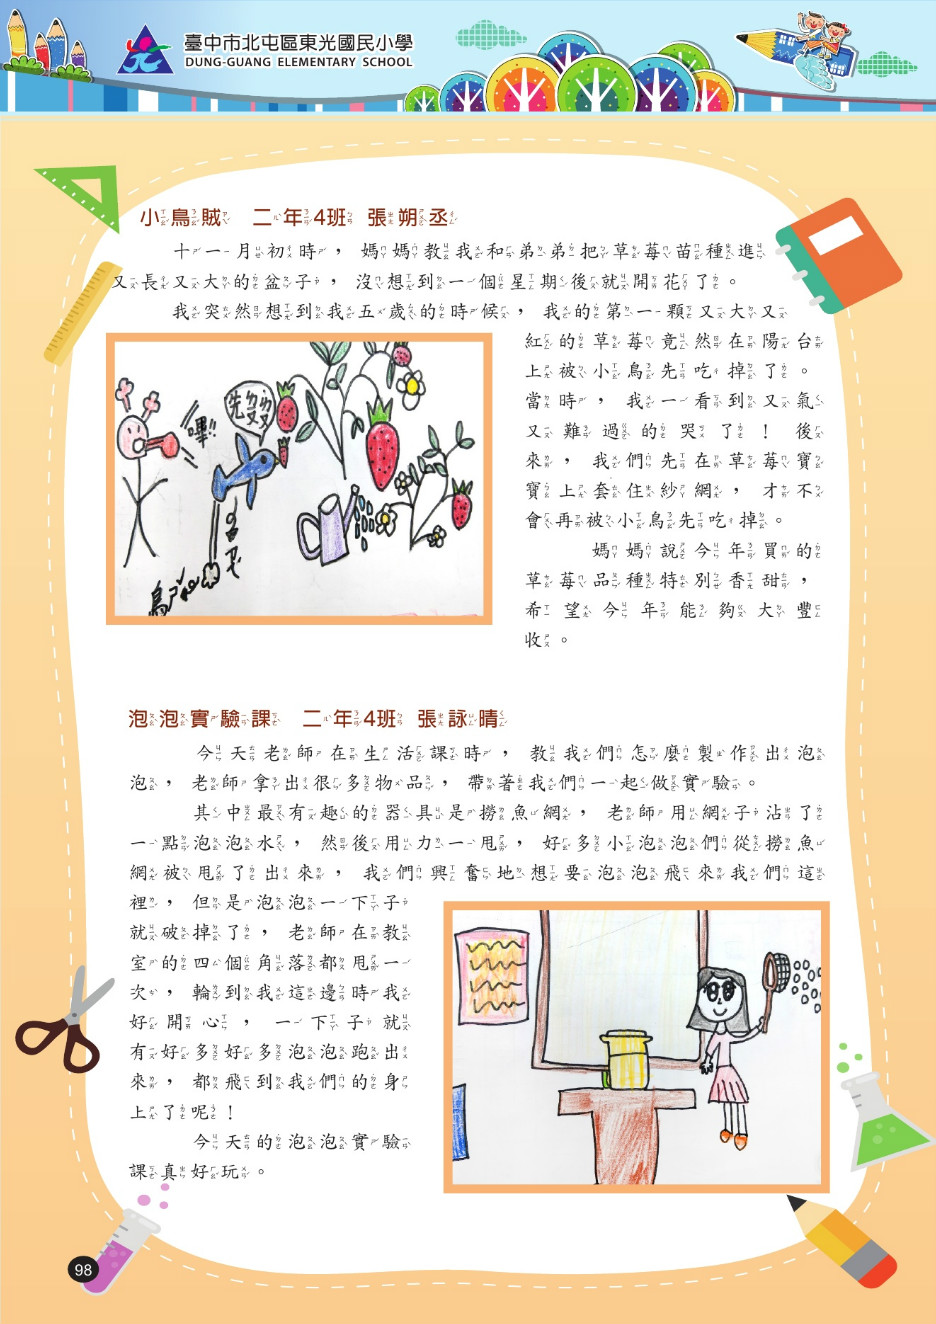 臺中市北屯區東光國民小學
DUNG-GUANG ELEMENTARY SCHOOL
小鳥賊 二年4班 張朔丞
十一月初時，媽媽教我和弟弟把草莓苗種進
又長又大的盆子，沒想到一個星期後就開花了。
我突然想到我五歲的時候，我的第一顆又大又
紅的草莓竟然在陽台
上被小鳥先吃掉了。
當時，我一看到又氣
又難過的哭了！後
來，我們先在草莓寶
寶上套住紗網，才不
會再被小鳥先吃掉。
媽媽說今年買的
草莓品種特別香甜，
希望今年能夠大豐
收。
嗶!!
泡泡實驗課 二年4班 張詠晴
今天老師在生活課時，教我們怎麼製作出泡
泡，老師拿出很多物品，帶著我們一起做實驗。
其中最有趣的器具是撈魚網，老師用網子沾了
一點泡泡水，然後用力一甩，好多小泡泡們從撈魚
網被甩了出來，我們興奮地想要泡泡飛來我們這
裡，但是泡泡一下子
就破掉了，老師在教
室的四個角落都甩一
次，輪到我這邊時我
好開心，一下子就
有好多好多泡泡跑出
來，都飛到我們的身
上了呢！
今天的泡泡實驗
課真好玩。
98